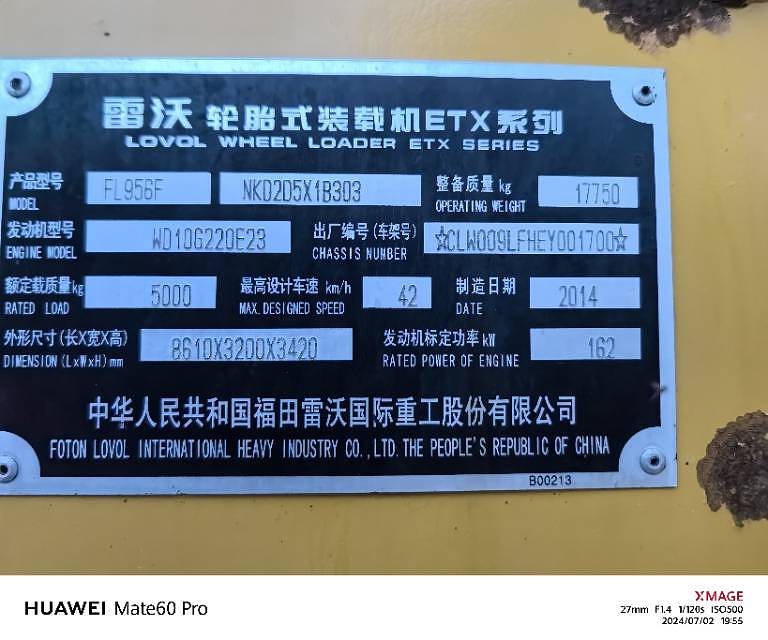 雷沃 轮胎式装载机ETX系列
LOVOL WHEEL LOADER ETX SERIES
产品型号 MODEL FL956F NKD2D5X1B303 整备质量 kg OPERATING WEIGHT 17750
发动机型号 ENGINE MODEL WD10G220E23 出厂编号(车架号) CHASSIS NUMBER ☆CLW009LFHEY001700☆
额定载质量kg RATED LOAD 5000 最高设计车速 km/h MAX.DESIGNED SPEED 42 制造日期 DATE 2014
外形尺寸(长X宽X高) DIMENSION(LxWxH)mm 8610X3200X3420 发动机标定功率kW RATED POWER OF ENGINE 162
中华人民共和国福田雷沃国际重工股份有限公司
FOTON LOVOL INTERNATIONAL HEAVY INDUSTRY CO.,LTD.THE PEOPLE'S REPUBLIC OF CHINA
B00213
HUAWEI Mate60 Pro
XMAGE
27mm F1.4 1/120s ISO500
2024/07/02 19:55